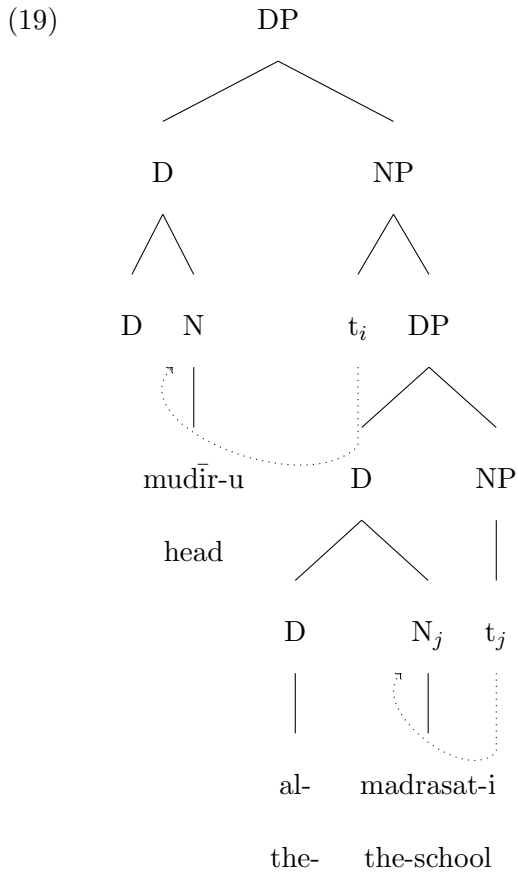 (19) DP
D NP
D N t_i DP
mudīr-u D NP
head
D N_j t_j
al- madrasat-i
the- the-school